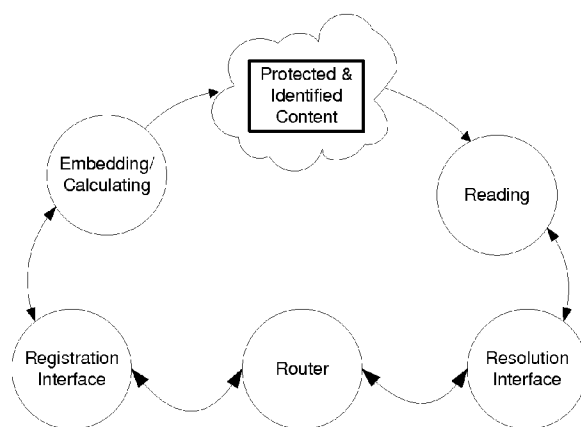 Protected &
Identified
Content
Embedding/
Calculating
Reading
Registration
Interface
Router
Resolution
Interface